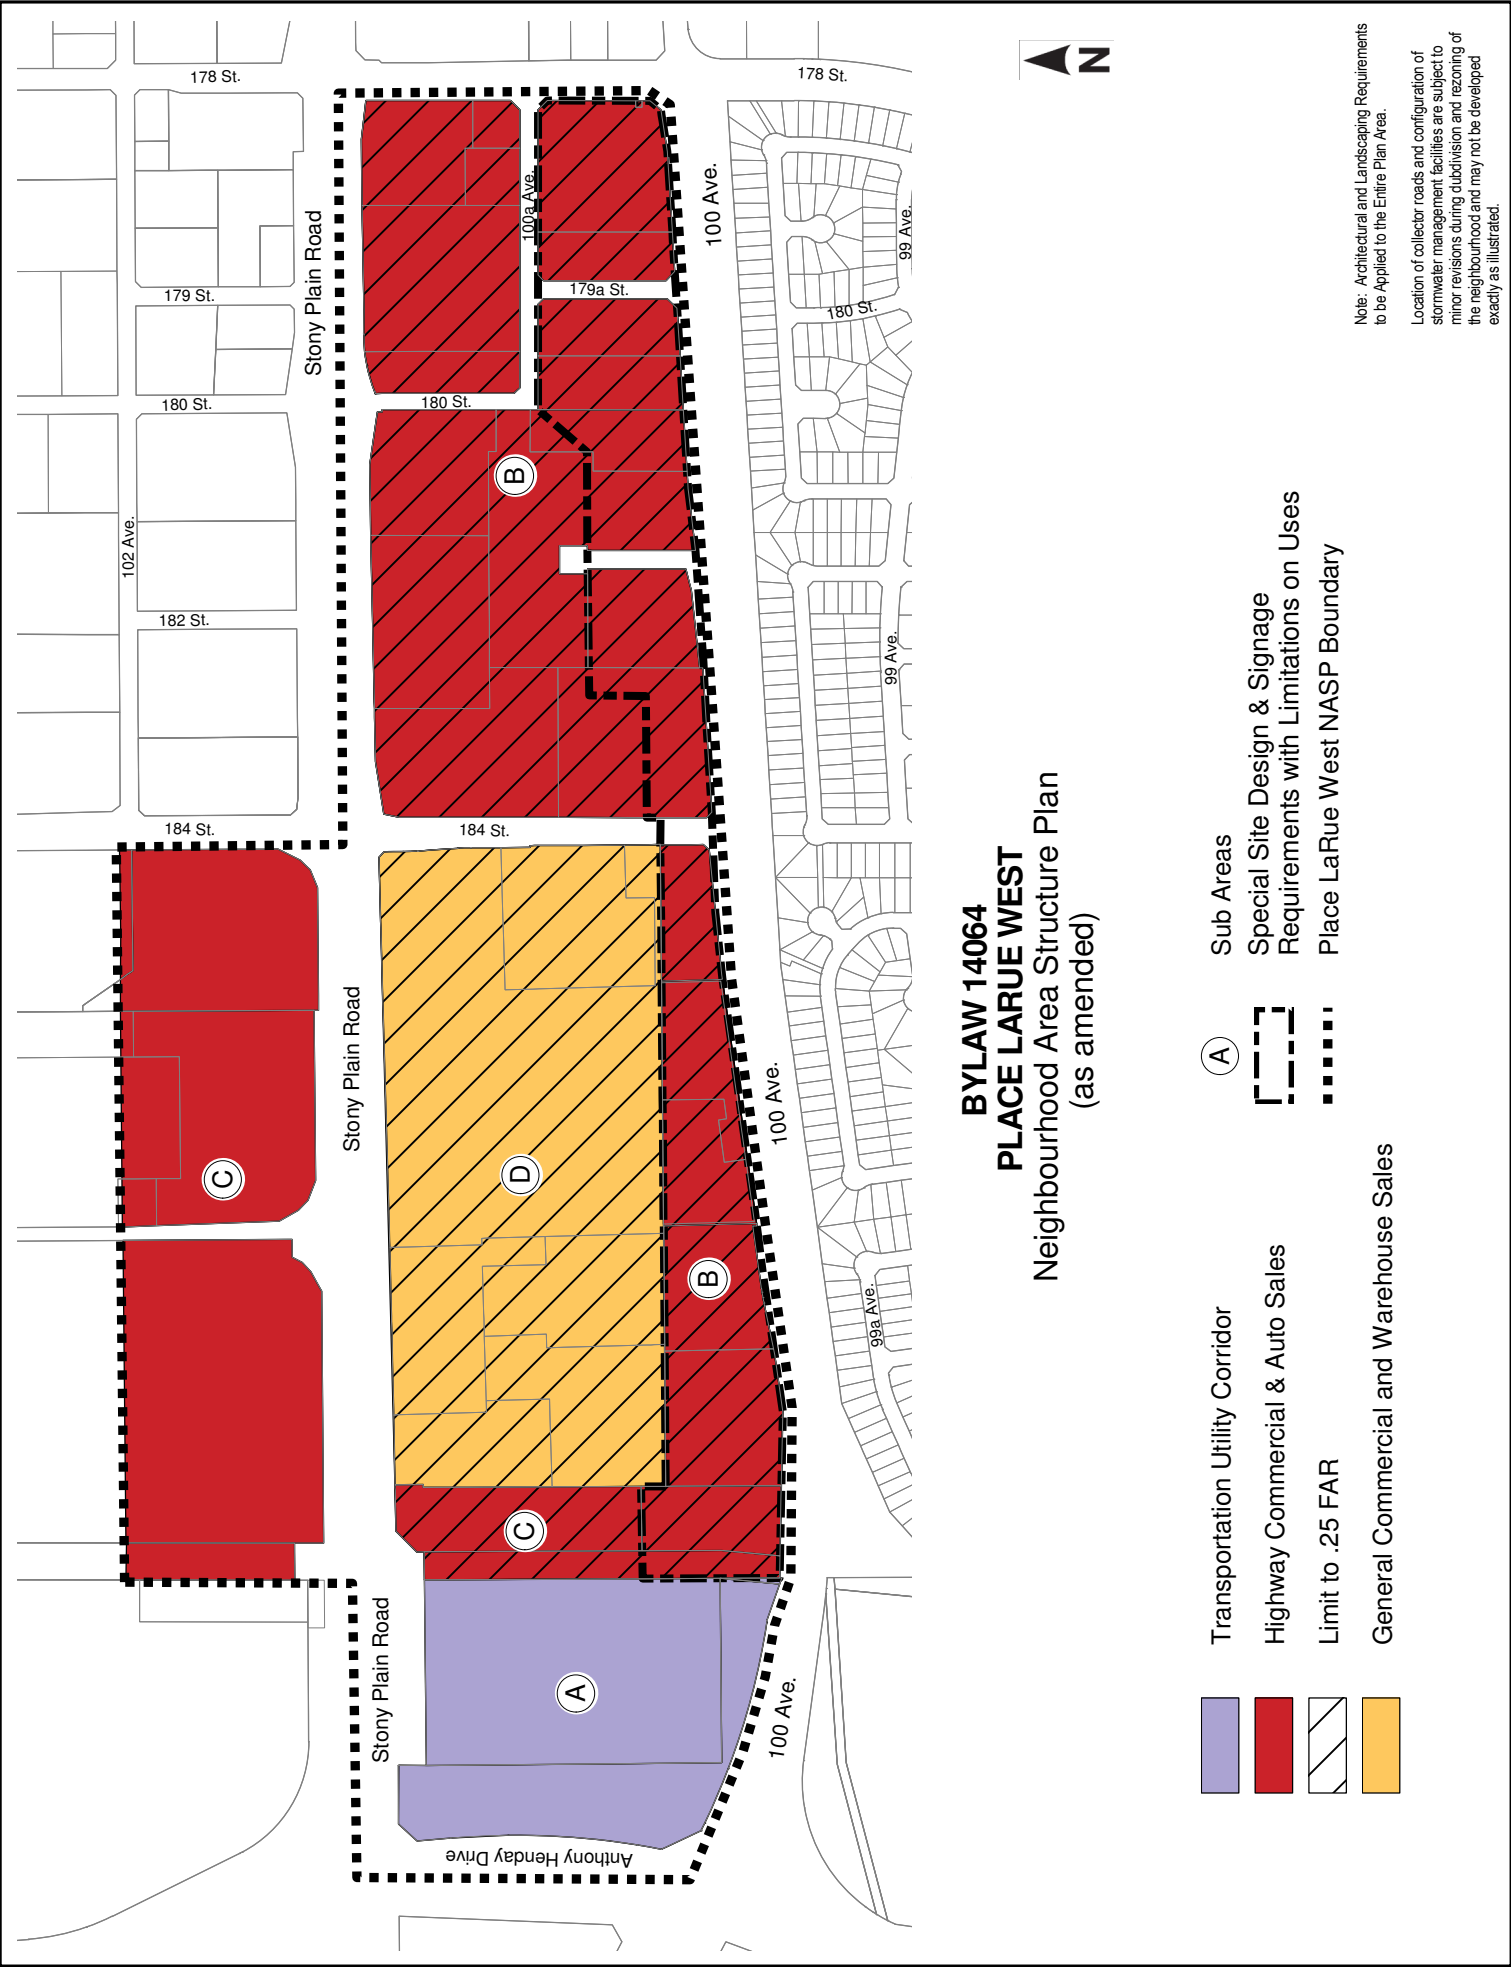 178 St.
178 St.
Stony Plain Road
100a Ave.
100 Ave.
99 Ave.
179 St.
179a St.
180 St.
180 St.
180 St.
B
102 Ave.
182 St.
99 Ave.
184 St.
184 St.
Stony Plain Road
100 Ave.
C
D
B
99a Ave.
C
Stony Plain Road
A
100 Ave.
Anthony Henday Drive
N
BYLAW 14064
PLACE LARUE WEST
Neighbourhood Area Structure Plan
(as amended)
Transportation Utility Corridor
Highway Commercial & Auto Sales
Limit to .25 FAR
General Commercial and Warehouse Sales
A
Sub Areas
Special Site Design & Signage
Requirements with Limitations on Uses
Place LaRue West NASP Boundary
Note: Architectural and Landscaping Requirements
to be Applied to the Entire Plan Area.
Location of collector roads and configuration of
stormwater management facilities are subject to
minor revisions during dubdivision and rezoning of
the neighbourhood and may not be developed
exactly as illustrated.